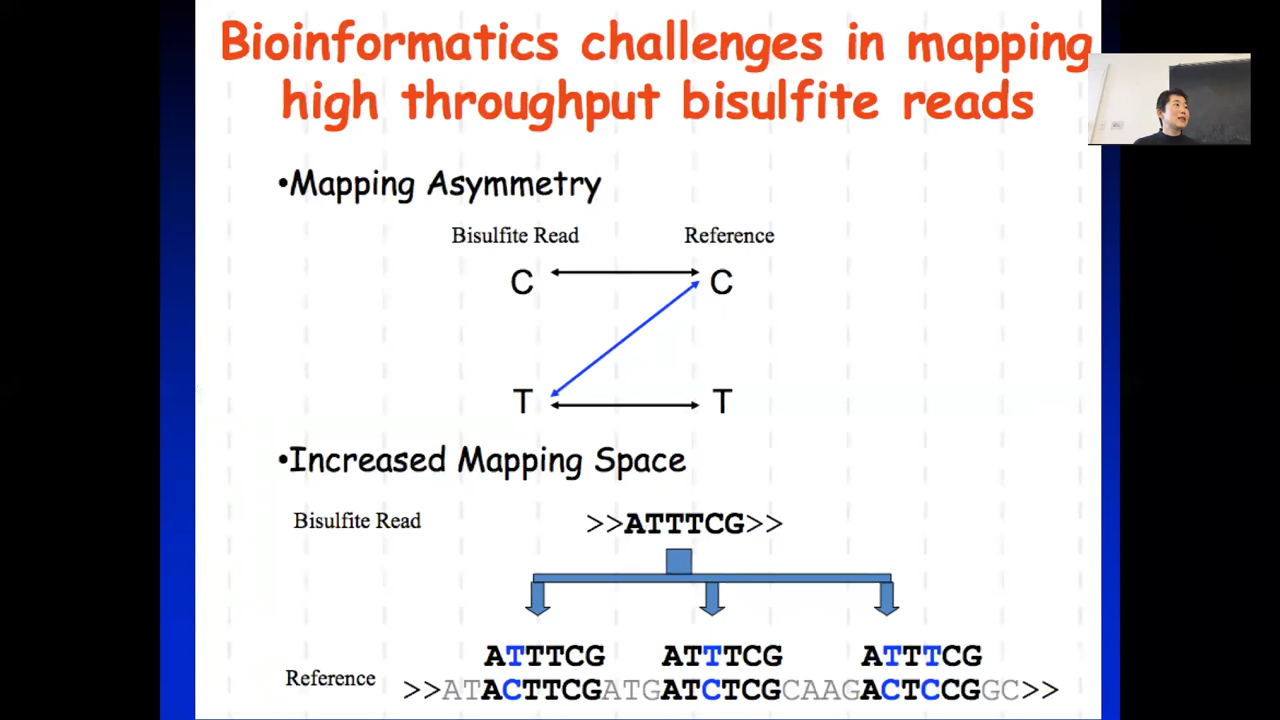 Bioinformatics challenges in mapping
high throughput bisulfite reads
•Mapping Asymmetry
Bisulfite Read Reference
C C
T T
•Increased Mapping Space
Bisulfite Read >>ATTTCG>>
ATTTCG ATTTCG ATTTCG
Reference >>ATACTTCGATGATCTCGCAAGACTCCGGC>>